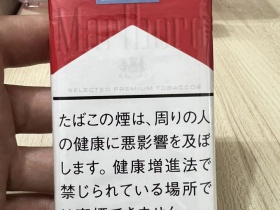 SELECTED PREMIUM TOBACCOS
たばこの煙は、周りの人
の健康に悪影響を及ぼ
します。健康増進法で
禁じられている場所で